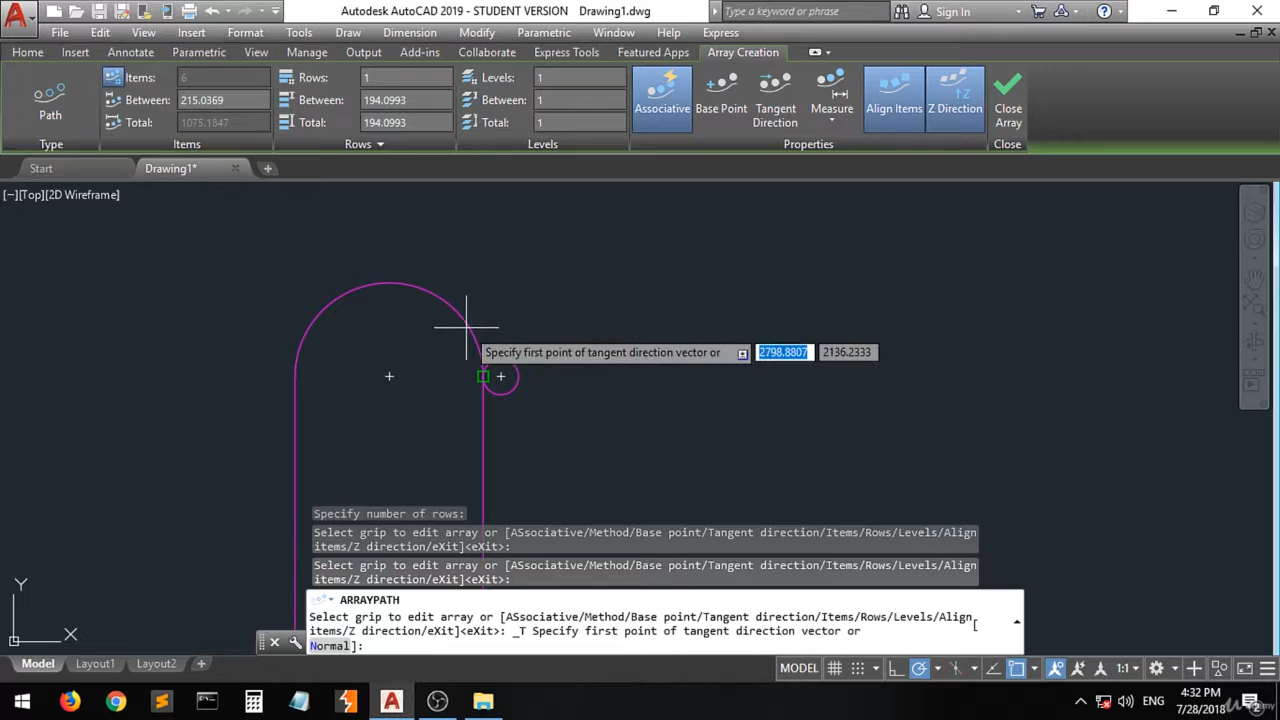 Autodesk AutoCAD 2019 - STUDENT VERSION Drawing1.dwg
Type a keyword or phrase
Sign In
File Edit View Insert Format Tools Draw Dimension Modify Parametric Window Help Express
Home Insert Annotate Parametric View Manage Output Add-ins Collaborate Express Tools Featured Apps Array Creation
Items: 6 Rows: 1 Levels: 1
Between: 215.0369 Between: 194.0993 Between: 1
Total: 1075.1847 Total: 194.0993 Total: 1
Path
Associative
Base Point
Tangent
Direction
Measure
Align Items
Z Direction
Close
Array
Type Items Rows Levels Properties Close
Start Drawing1*
[−][Top][2D Wireframe]
Specify first point of tangent direction vector or 2798.8807 2136.2333
Specify number of rows:
Select grip to edit array or [ASsociative/Method/Base point/Tangent direction/Items/Rows/Levels/Align
items/Z direction/eXit]<eXit>:
Select grip to edit array or [ASsociative/Method/Base point/Tangent direction/Items/Rows/Levels/Align
items/Z direction/eXit]<eXit>:
ARRAYPATH
Select grip to edit array or [ASsociative/Method/Base point/Tangent direction/Items/Rows/Levels/Align [
items/Z direction/eXit]<eXit>: _T Specify first point of tangent direction vector or
Normal]:
Y
X
Model Layout1 Layout2
MODEL 1:1
ENG
4:32 PM
7/28/2018